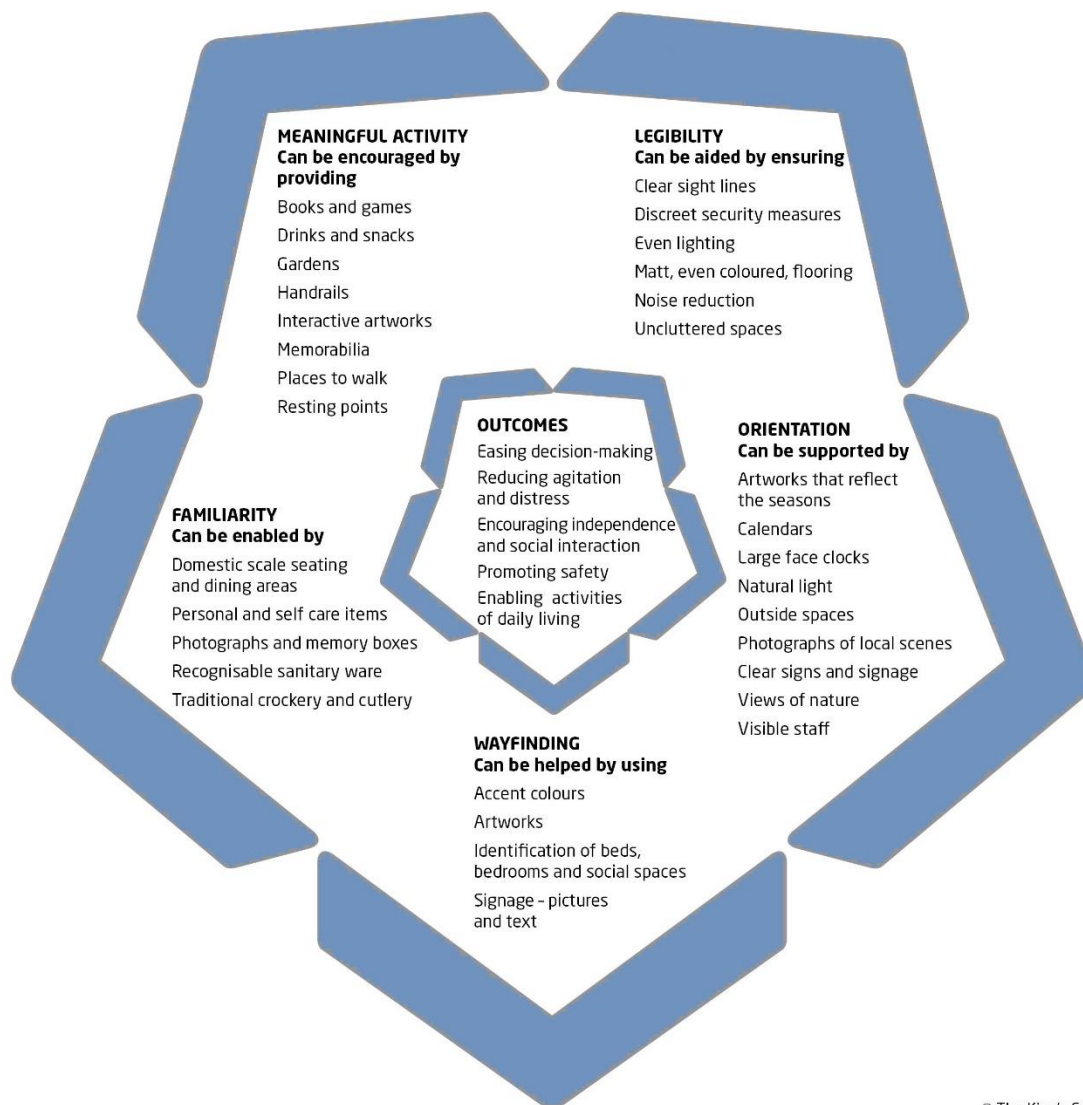 MEANINGFUL ACTIVITY
Can be encouraged by
providing
Books and games
Drinks and snacks
Gardens
Handrails
Interactive artworks
Memorabilia
Places to walk
Resting points
LEGIBILITY
Can be aided by ensuring
Clear sight lines
Discreet security measures
Even lighting
Matt, even coloured, flooring
Noise reduction
Uncluttered spaces
OUTCOMES
Easing decision-making
Reducing agitation
and distress
Encouraging independence
and social interaction
Promoting safety
Enabling activities
of daily living
ORIENTATION
Can be supported by
Artworks that reflect
the seasons
Calendars
Large face clocks
Natural light
Outside spaces
Photographs of local scenes
Clear signs and signage
Views of nature
Visible staff
FAMILIARITY
Can be enabled by
Domestic scale seating
and dining areas
Personal and self care items
Photographs and memory boxes
Recognisable sanitary ware
Traditional crockery and cutlery
WAYFINDING
Can be helped by using
Accent colours
Artworks
Identification of beds,
bedrooms and social spaces
Signage – pictures
and text